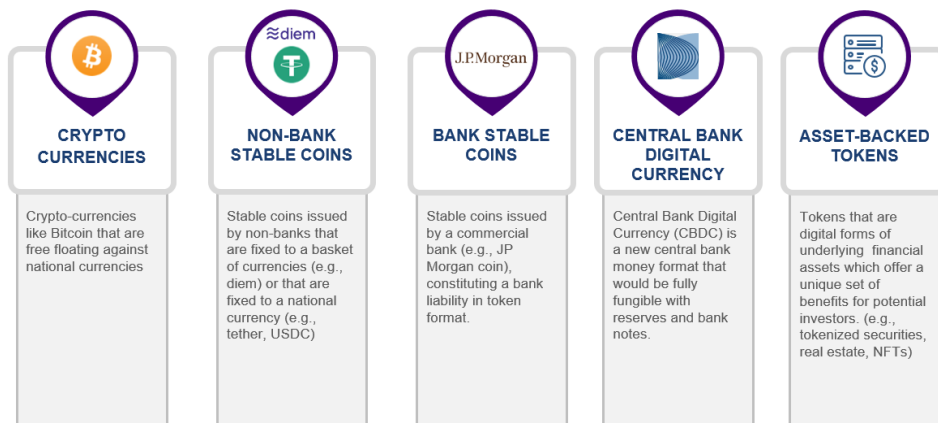 diem
J.P.Morgan
CRYPTO
CURRENCIES
NON-BANK
STABLE COINS
BANK STABLE
COINS
CENTRAL BANK
DIGITAL
CURRENCY
ASSET-BACKED
TOKENS
Crypto-currencies
like Bitcoin that are
free floating against
national currencies
Stable coins issued
by non-banks that
are fixed to a basket
of currencies (e.g.,
diem) or that are
fixed to a national
currency (e.g.,
tether, USDC)
Stable coins issued
by a commercial
bank (e.g., JP
Morgan coin),
constituting a bank
liability in token
format.
Central Bank Digital
Currency (CBDC) is
a new central bank
money format that
would be fully
fungible with
reserves and bank
notes.
Tokens that are
digital forms of
underlying financial
assets which offer a
unique set of
benefits for potential
investors. (e.g.,
tokenized securities,
real estate, NFTs)